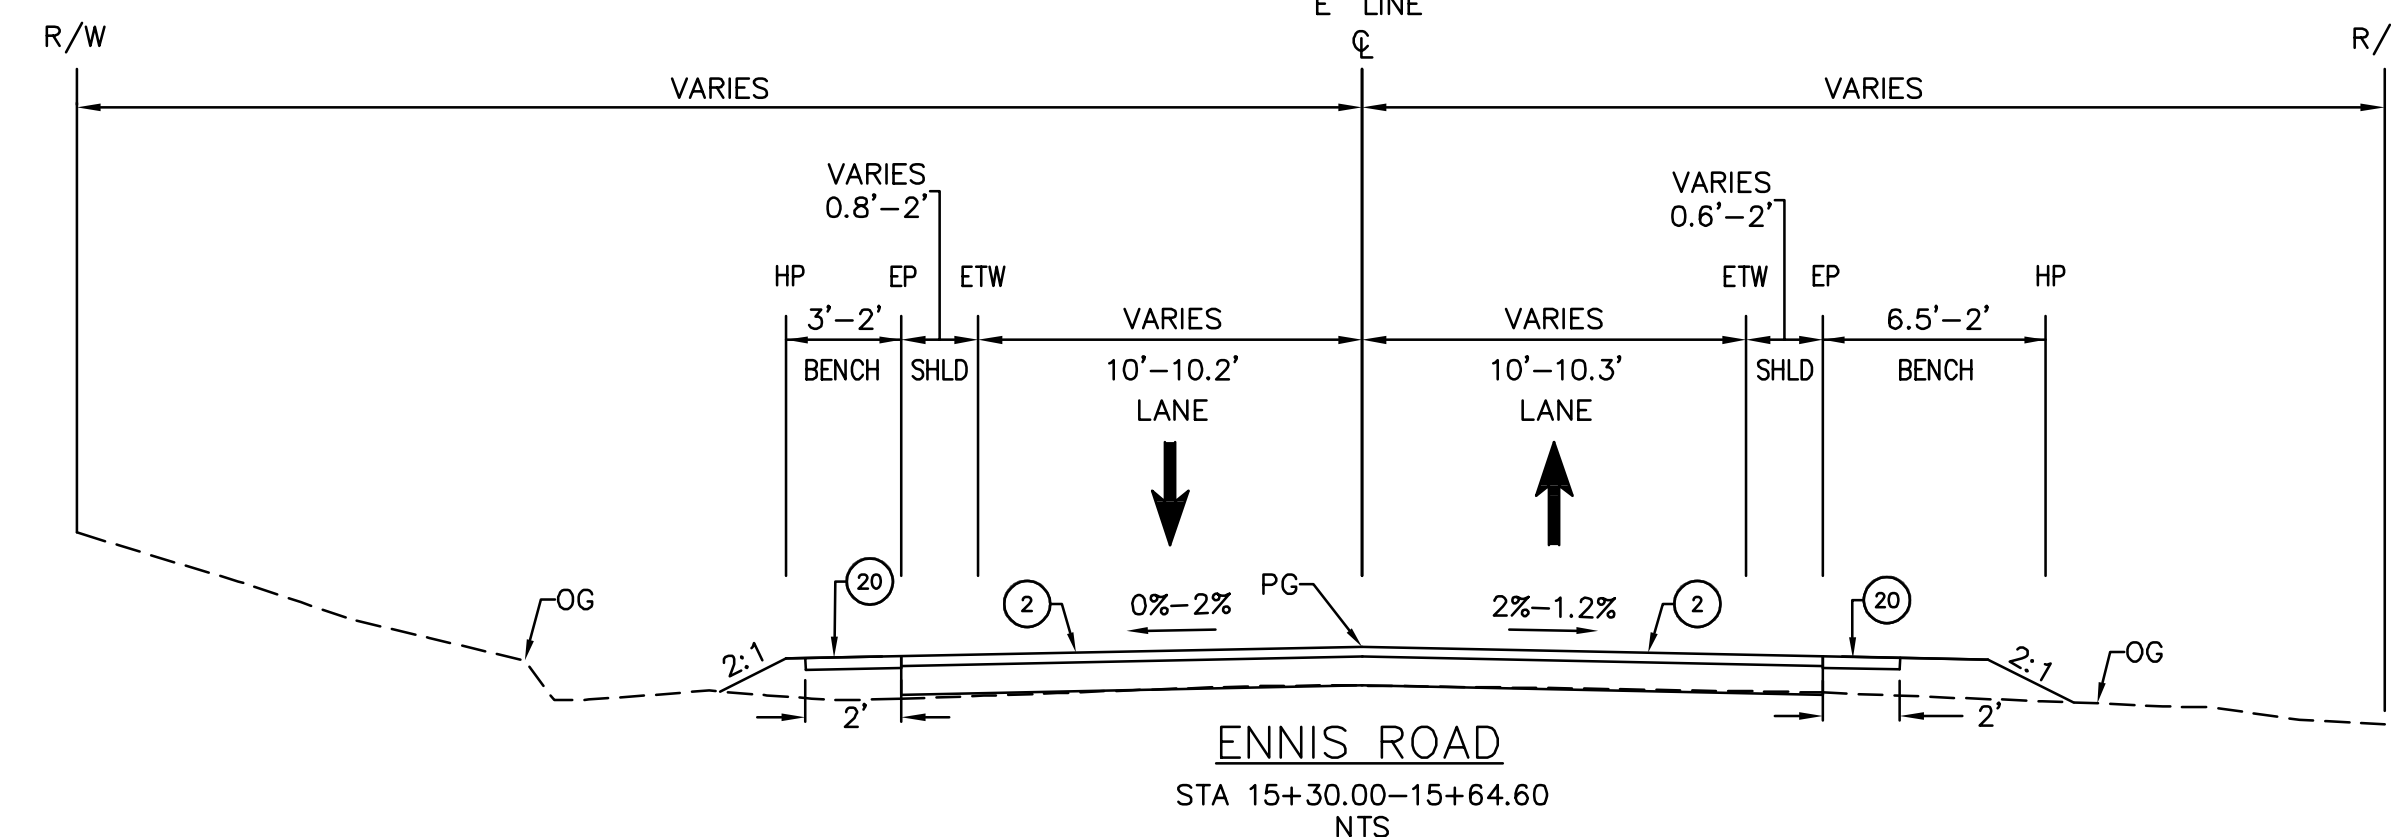 E LINE
R/W
℄
R/
VARIES
VARIES
VARIES
0.8'-2'
VARIES
0.6'-2'
HP
EP
ETW
ETW
EP
HP
3'-2'
VARIES
VARIES
6.5'-2'
BENCH
SHLD
10'-10.2'
10'-10.3'
SHLD
BENCH
LANE
LANE
OG
20
2
0%-2%
PG
2%-1.2%
2
20
2:1
2:1
OG
2'
2'
ENNIS ROAD
STA 15+30.00-15+64.60
NTS